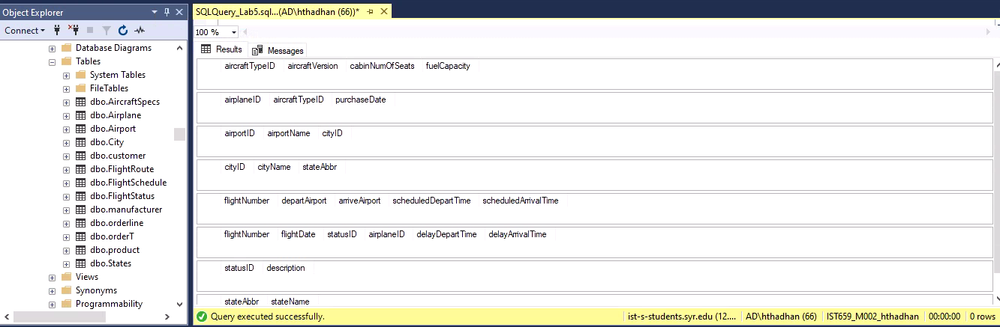 Object Explorer
Connect
Database Diagrams
Tables
System Tables
FileTables
dbo.AircraftSpecs
dbo.Airplane
dbo.Airport
dbo.City
dbo.customer
dbo.FlightRoute
dbo.FlightSchedule
dbo.FlightStatus
dbo.manufacturer
dbo.orderline
dbo.orderT
dbo.product
dbo.States
Views
Synonyms
Programmability
SQLQuery_Lab5.sql...(AD\hthadhan (66))*
100 %
Results Messages
aircraftTypeID aircraftVersion cabinNumOfSeats fuelCapacity
airplaneID aircraftTypeID purchaseDate
airportID airportName cityID
cityID cityName stateAbbr
flightNumber departAirport arriveAirport scheduledDepartTime scheduledArrivalTime
flightNumber flightDate statusID airplaneID delayDepartTime delayArrivalTime
statusID description
stateAbbr stateName
Query executed successfully. ist-s-students.syr.edu (12.... AD\hthadhan (66) IST659_M002_hthadhan 00:00:00 0 rows